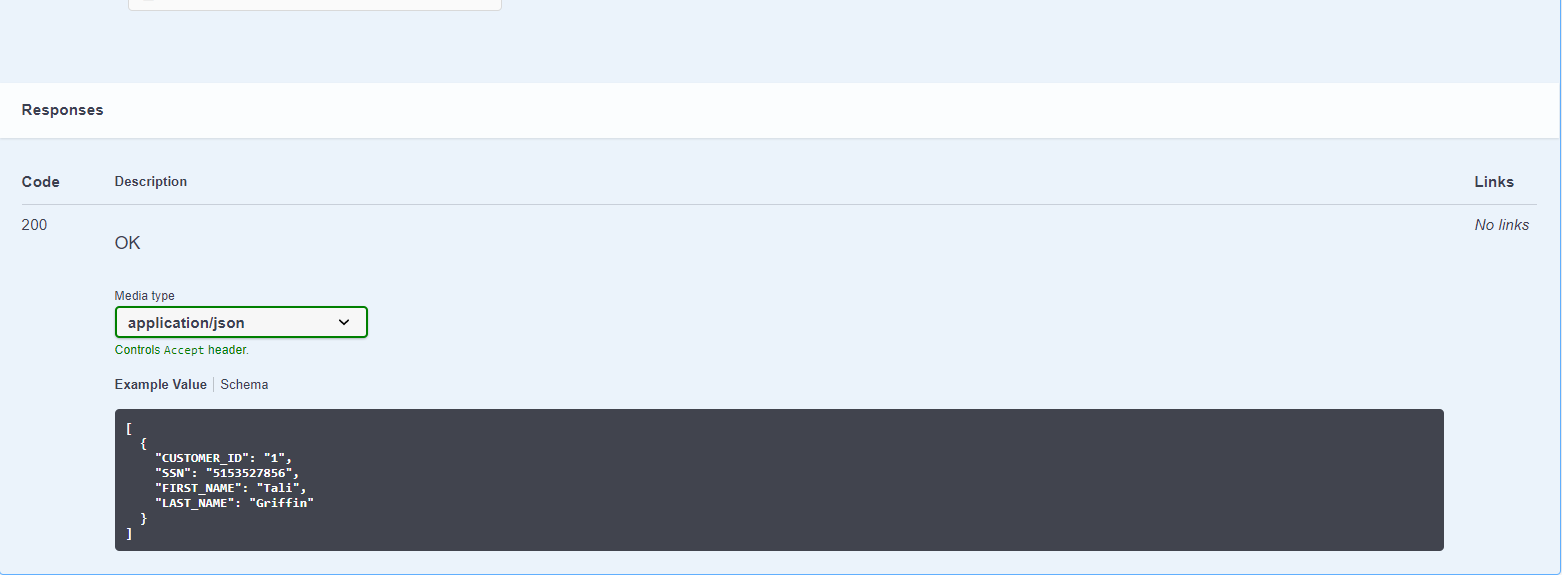 Responses
Code Description Links
200 OK No links
Media type
application/json
Controls Accept header.
Example Value Schema
[
  {
    "CUSTOMER_ID": "1",
    "SSN": "5153527856",
    "FIRST_NAME": "Tali",
    "LAST_NAME": "Griffin"
  }
]